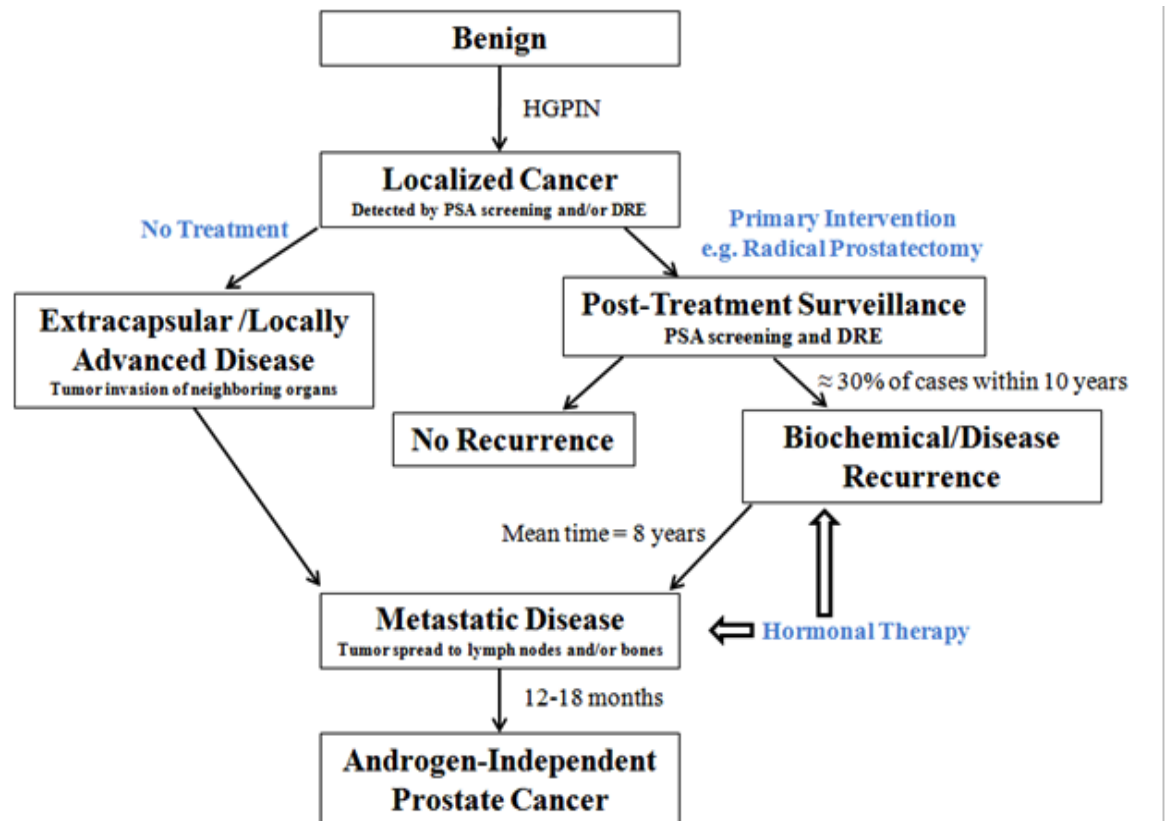 Benign
HGPIN
Localized Cancer
Detected by PSA screening and/or DRE
No Treatment
Primary Intervention
e.g. Radical Prostatectomy
Extracapsular /Locally
Advanced Disease
Tumor invasion of neighboring organs
Post-Treatment Surveillance
PSA screening and DRE
≈ 30% of cases within 10 years
No Recurrence
Biochemical/Disease
Recurrence
Mean time = 8 years
Metastatic Disease
Tumor spread to lymph nodes and/or bones
Hormonal Therapy
12-18 months
Androgen-Independent
Prostate Cancer